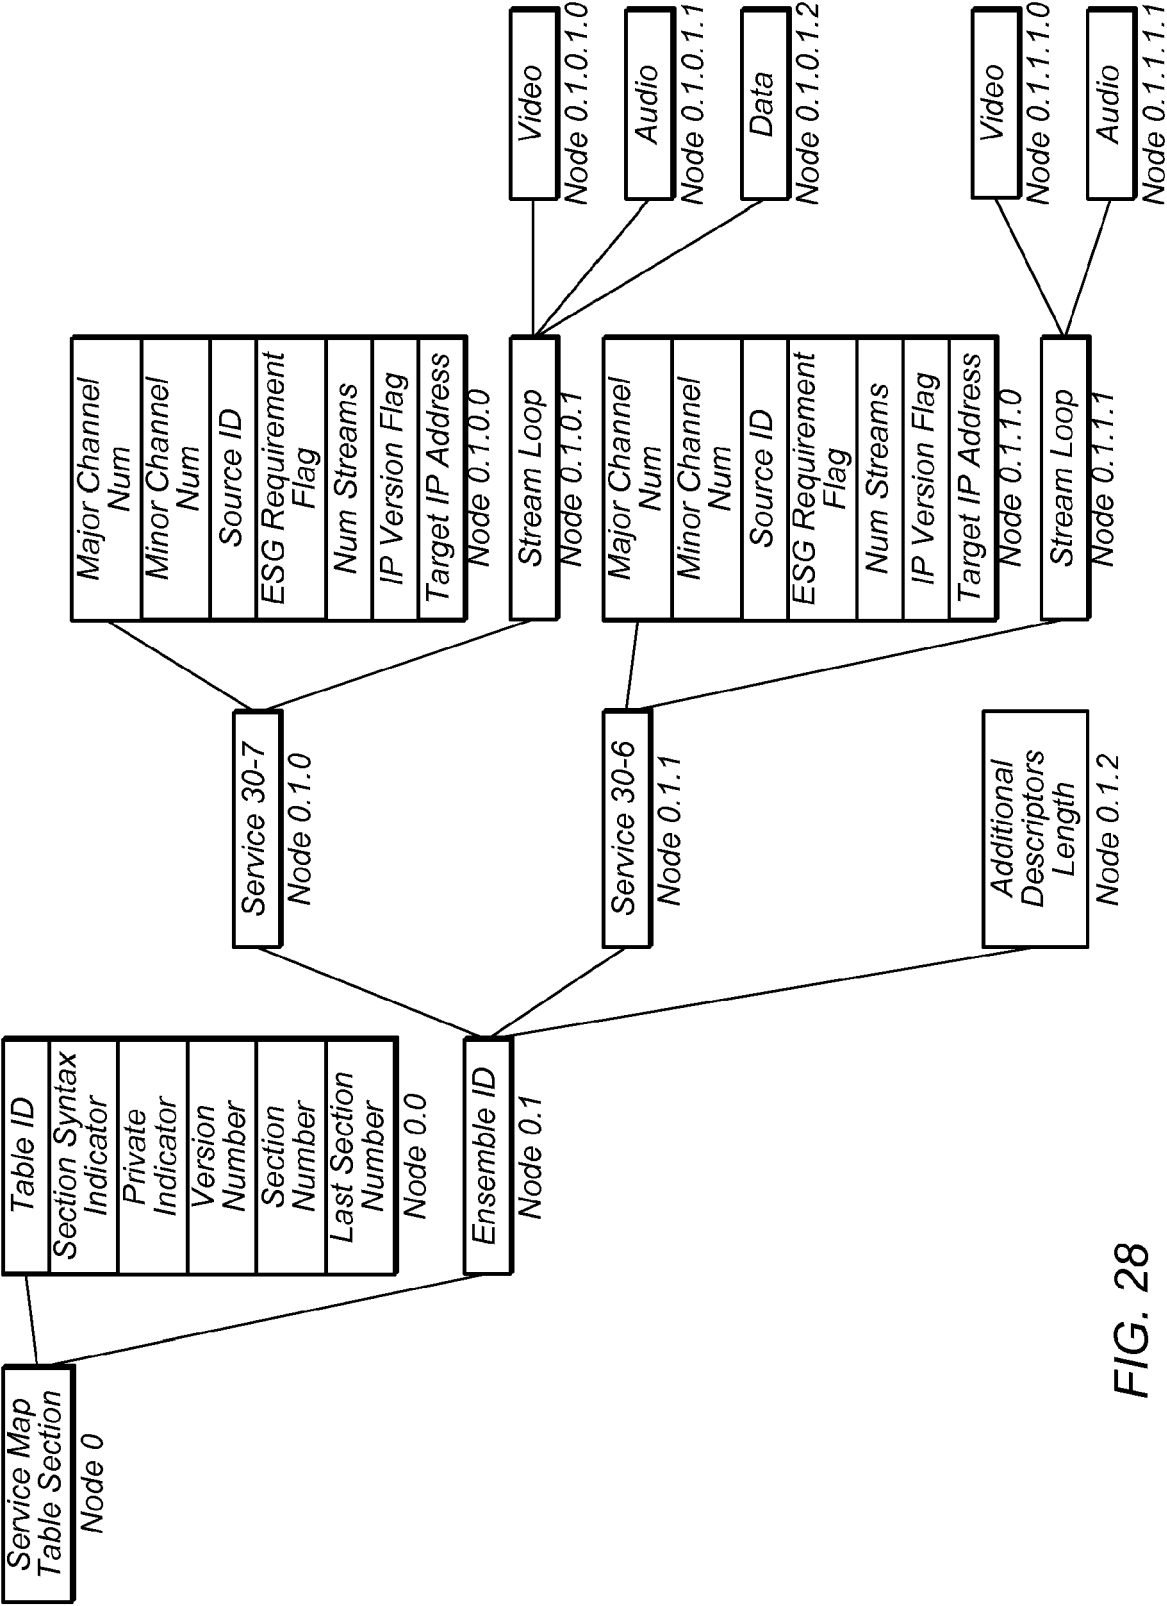 Service Map
Table Section
Node 0
Table ID
Section Syntax
Indicator
Private
Indicator
Version
Number
Section
Number
Last Section
Number
Node 0.0
Ensemble ID
Node 0.1
Service 30-7
Node 0.1.0
Service 30-6
Node 0.1.1
Additional
Descriptors
Length
Node 0.1.2
Major Channel
Num
Minor Channel
Num
Source ID
ESG Requirement
Flag
Num Streams
IP Version Flag
Target IP Address
Node 0.1.0.0
Stream Loop
Node 0.1.0.1
Major Channel
Num
Minor Channel
Num
Source ID
ESG Requirement
Flag
Num Streams
IP Version Flag
Target IP Address
Node 0.1.1.0
Stream Loop
Node 0.1.1.1
Video
Node 0.1.0.1.0
Audio
Node 0.1.0.1.1
Data
Node 0.1.0.1.2
Video
Node 0.1.1.1.0
Audio
Node 0.1.1.1.1
FIG. 28